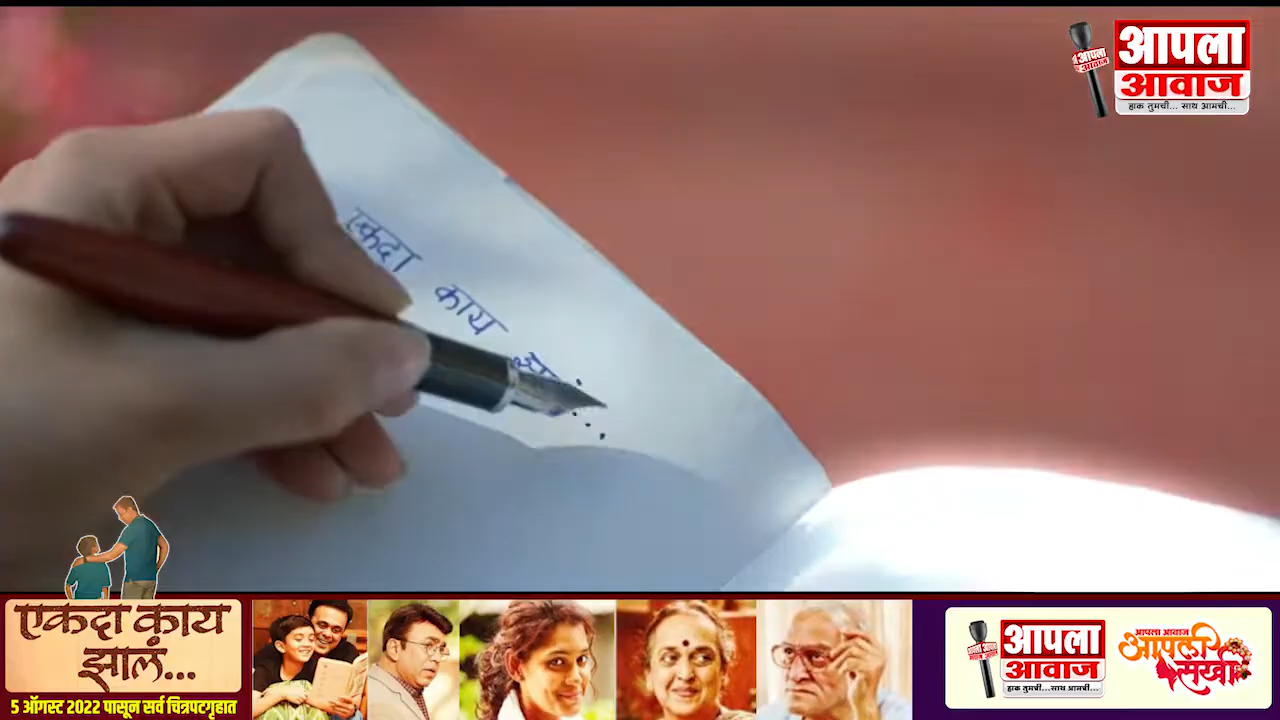 आपला
आवाज
हाक तुमची... साथ आमची...
एकदा
काय
एकदा काय
झालं...
5 ऑगस्ट 2022 पासून सर्व चित्रपटगृहात
आपला
आवाज
हाक तुमची...साथ आमची...
आपला आवाज
आपली
सखी